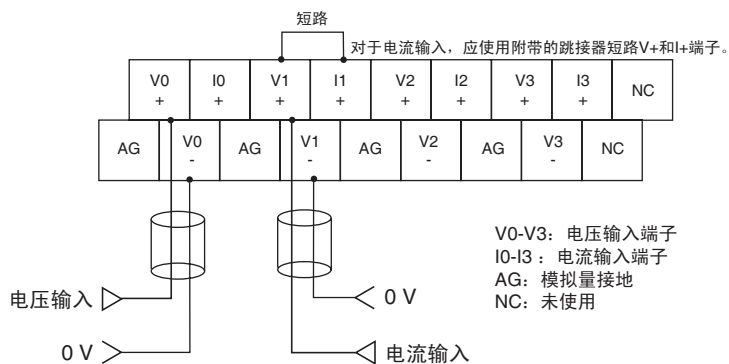 短路
对于电流输入，应使用附带的跳接器短路V+和I+端子。
V0 I0 V1 I1 V2 I2 V3 I3 NC
+ + + + + + + +
AG V0 AG V1 AG V2 AG V3 NC
- - - -
V0-V3：电压输入端子
I0-I3：电流输入端子
AG：模拟量接地
NC：未使用
电压输入
0 V
0 V
电流输入